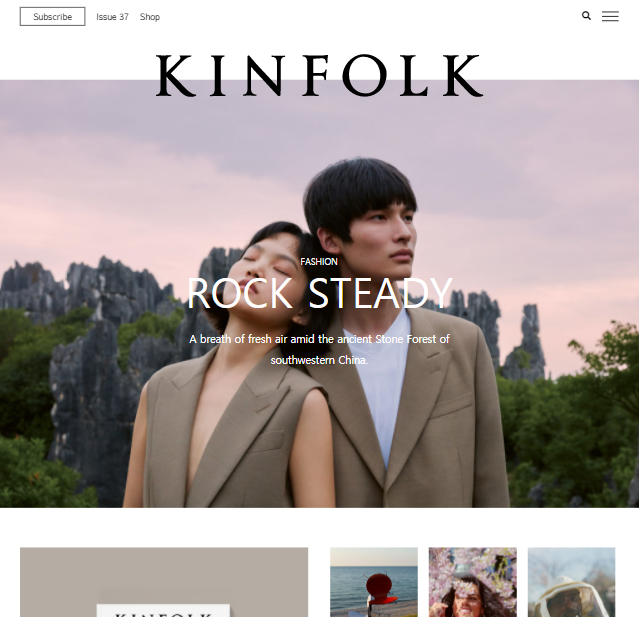 Subscribe
Issue 37
Shop
KINFOLK
FASHION
ROCK STEADY
A breath of fresh air amid the ancient Stone Forest of
southwestern China.
KINFOLK